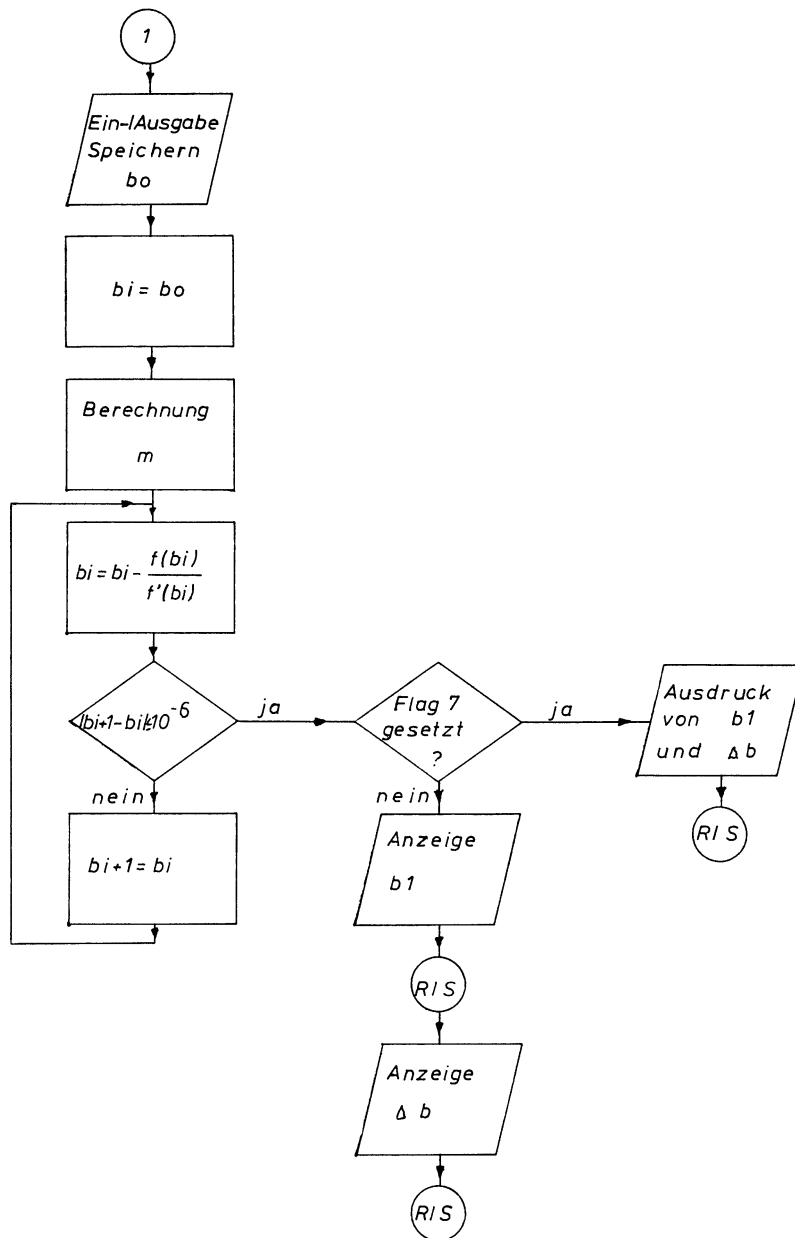 1
Ein-/Ausgabe
Speichern
bo
bi = bo
Berechnung
m
bi = bi - f(bi) / f'(bi)
|bi+1-bi|≤10^-6
ja
nein
bi+1 = bi
Flag 7
gesetzt
?
ja
nein
Ausdruck
von b1
und Δb
R/S
Anzeige
b1
R/S
Anzeige
Δ b
R/S